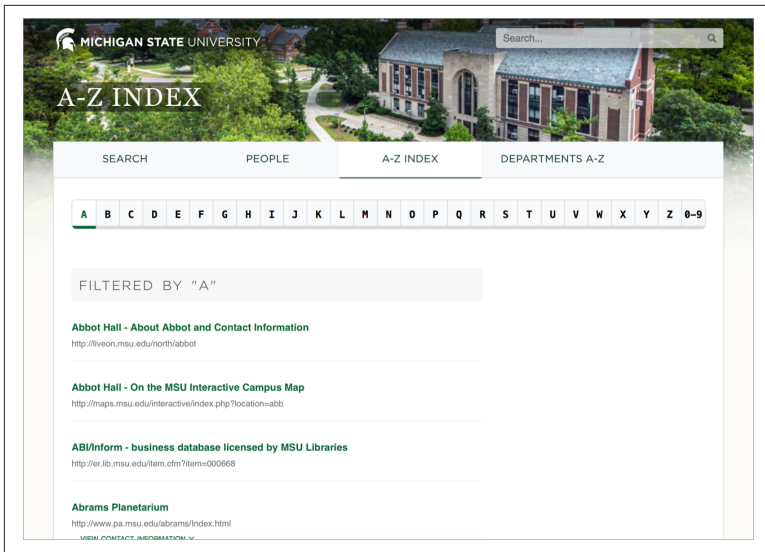 MICHIGAN STATE UNIVERSITY
Search...
A-Z INDEX
SEARCH PEOPLE A-Z INDEX DEPARTMENTS A-Z
A B C D E F G H I J K L M N O P Q R S T U V W X Y Z 0-9
FILTERED BY "A"
Abbot Hall - About Abbot and Contact Information
http://liveon.msu.edu/north/abbot
Abbot Hall - On the MSU Interactive Campus Map
http://maps.msu.edu/interactive/index.php?location=abb
ABI/Inform - business database licensed by MSU Libraries
http://er.lib.msu.edu/item.cfm?item=000668
Abrams Planetarium
http://www.pa.msu.edu/abrams/Index.html
VIEW CONTACT INFORMATION